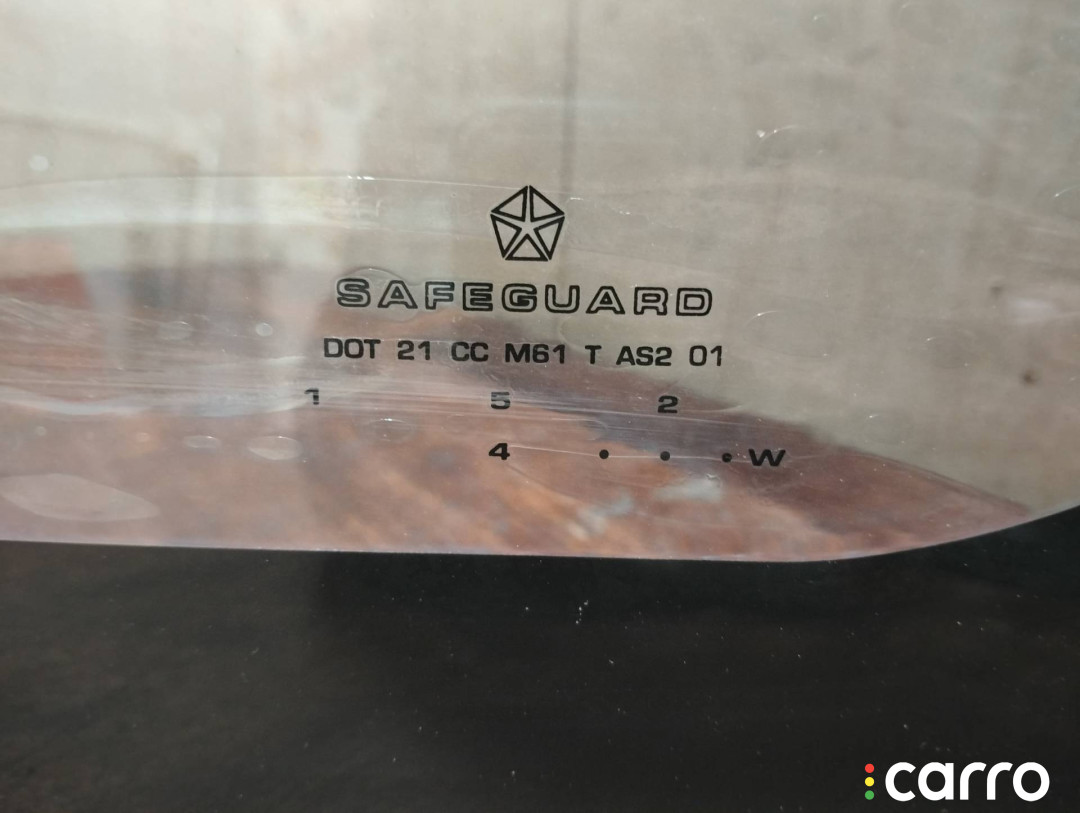 SAFEGUARD
DOT 21 CC M61 T AS2 01
1 5 2
4 . . . W
carro